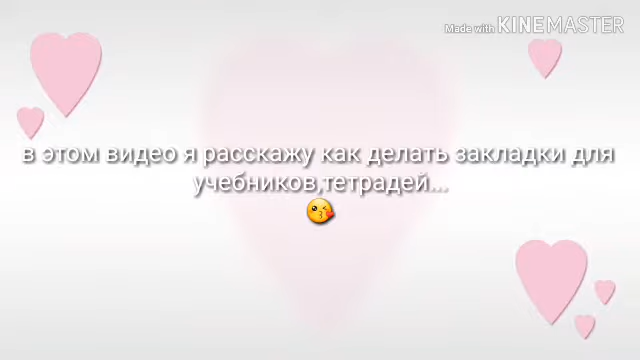 Made with KINEMASTER
в этом видео я расскажу как делать закладки для
учебников,тетрадей...